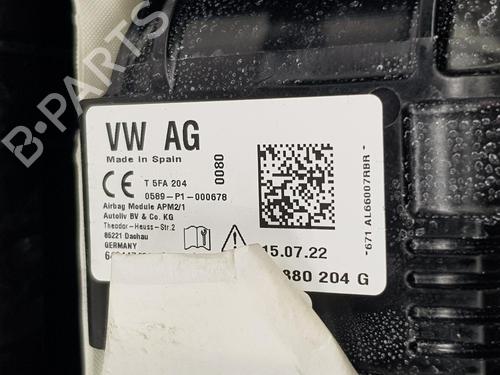 B-PARTS
VW AG
Made in Spain
0080
CE T 5FA 204
0589-P1-000678
Airbag Module APM2/1
Autoliv BV & Co. KG
Theodor-Heuss-Str.2
85221 Dachau
GERMANY
15.07.22
880 204 G
-671 AL66007RBR-